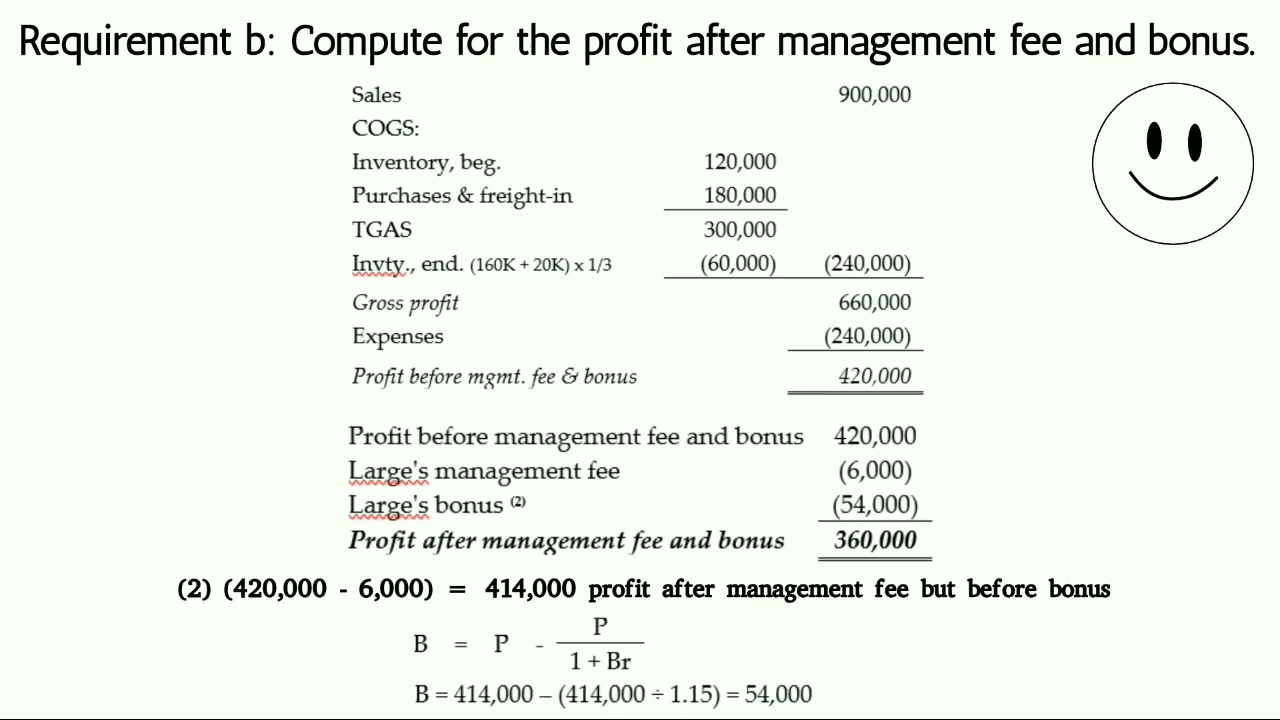 Requirement b: Compute for the profit after management fee and bonus.
Sales 900,000
COGS:
Inventory, beg. 120,000
Purchases & freight-in 180,000
TGAS 300,000
Invty., end. (160K + 20K) x 1/3 (60,000) (240,000)
Gross profit 660,000
Expenses (240,000)
Profit before mgmt. fee & bonus 420,000
Profit before management fee and bonus 420,000
Large's management fee (6,000)
Large's bonus (2) (54,000)
Profit after management fee and bonus 360,000
(2) (420,000 - 6,000) = 414,000 profit after management fee but before bonus
P
B = P -
1 + Br
B = 414,000 – (414,000 ÷ 1.15) = 54,000